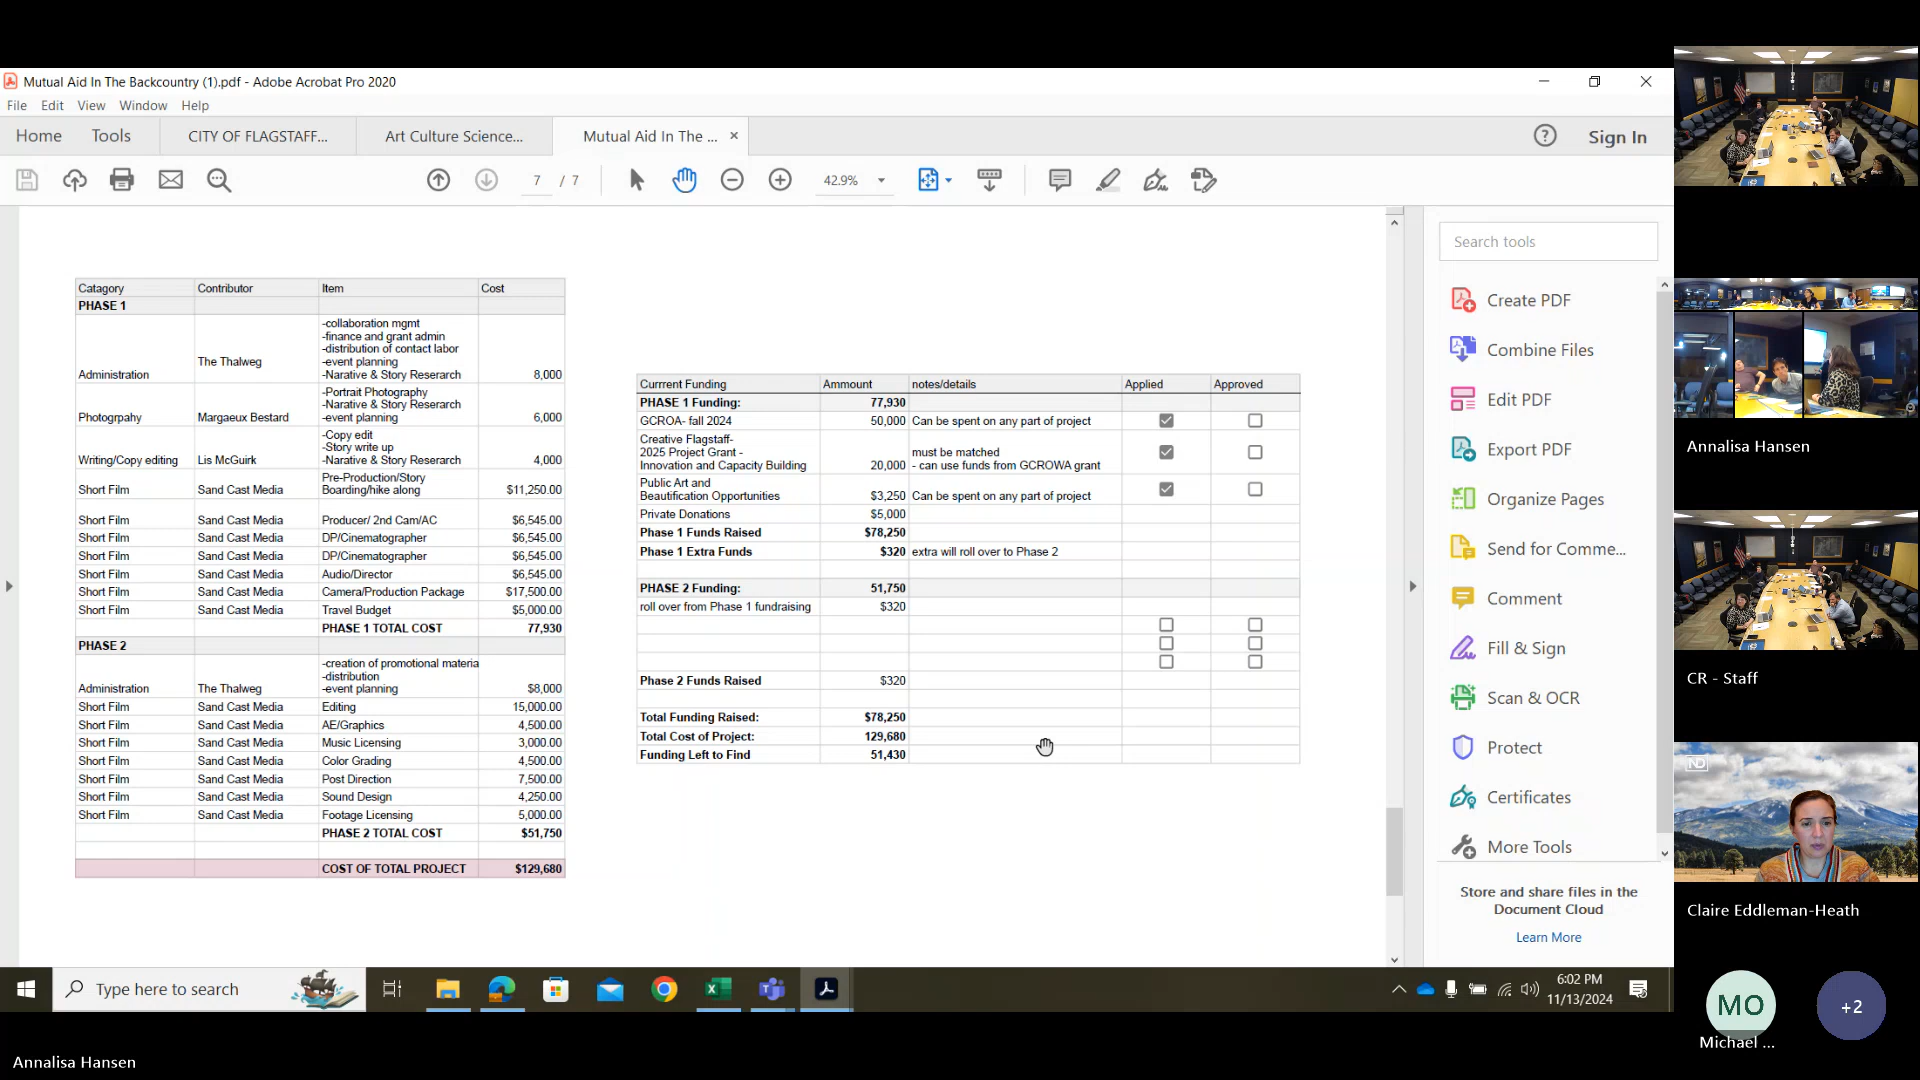 Mutual Aid In The Backcountry (1).pdf - Adobe Acrobat Pro 2020
File Edit View Window Help
Home Tools CITY OF FLAGSTAFF... Art Culture Science... Mutual Aid In The ... Sign In
7 / 7 42.9%
Catagory Contributor Item Cost
PHASE 1
-collaboration mgmt
-finance and grant admin
-distribution of contact labor
-event planning
Administration The Thalweg -Narative & Story Reserarch 8,000
-Portrait Photography
-Narative & Story Reserarch
Photogrpahy Margaeux Bestard -event planning 6,000
-Copy edit
-Story write up
Writing/Copy editing Lis McGuirk -Narative & Story Reserarch 4,000
Pre-Production/Story
Short Film Sand Cast Media Boarding/hike along $11,250.00
Short Film Sand Cast Media Producer/ 2nd Cam/AC $6,545.00
Short Film Sand Cast Media DP/Cinematographer $6,545.00
Short Film Sand Cast Media DP/Cinematographer $6,545.00
Short Film Sand Cast Media Audio/Director $6,545.00
Short Film Sand Cast Media Camera/Production Package $17,500.00
Short Film Sand Cast Media Travel Budget $5,000.00
PHASE 1 TOTAL COST 77,930
PHASE 2
-creation of promotional materia
-distribution
Administration The Thalweg -event planning $8,000
Short Film Sand Cast Media Editing 15,000.00
Short Film Sand Cast Media AE/Graphics 4,500.00
Short Film Sand Cast Media Music Licensing 3,000.00
Short Film Sand Cast Media Color Grading 4,500.00
Short Film Sand Cast Media Post Direction 7,500.00
Short Film Sand Cast Media Sound Design 4,250.00
Short Film Sand Cast Media Footage Licensing 5,000.00
PHASE 2 TOTAL COST $51,750
COST OF TOTAL PROJECT $129,680
Currrent Funding Ammount notes/details Applied Approved
PHASE 1 Funding: 77,930
GCROA- fall 2024 50,000 Can be spent on any part of project
Creative Flagstaff-
2025 Project Grant - must be matched
Innovation and Capacity Building 20,000 - can use funds from GCROWA grant
Public Art and
Beautification Opportunities $3,250 Can be spent on any part of project
Private Donations $5,000
Phase 1 Funds Raised $78,250
Phase 1 Extra Funds $320 extra will roll over to Phase 2
PHASE 2 Funding: 51,750
roll over from Phase 1 fundraising $320
Phase 2 Funds Raised $320
Total Funding Raised: $78,250
Total Cost of Project: 129,680
Funding Left to Find 51,430
Search tools
Create PDF
Combine Files
Edit PDF
Export PDF
Organize Pages
Send for Comme...
Comment
Fill & Sign
Scan & OCR
Protect
Certificates
More Tools
Store and share files in the
Document Cloud
Learn More
Type here to search
6:02 PM
11/13/2024
Annalisa Hansen
CR - Staff
ND
Claire Eddleman-Heath
MO
+2
Michael ...
Annalisa Hansen